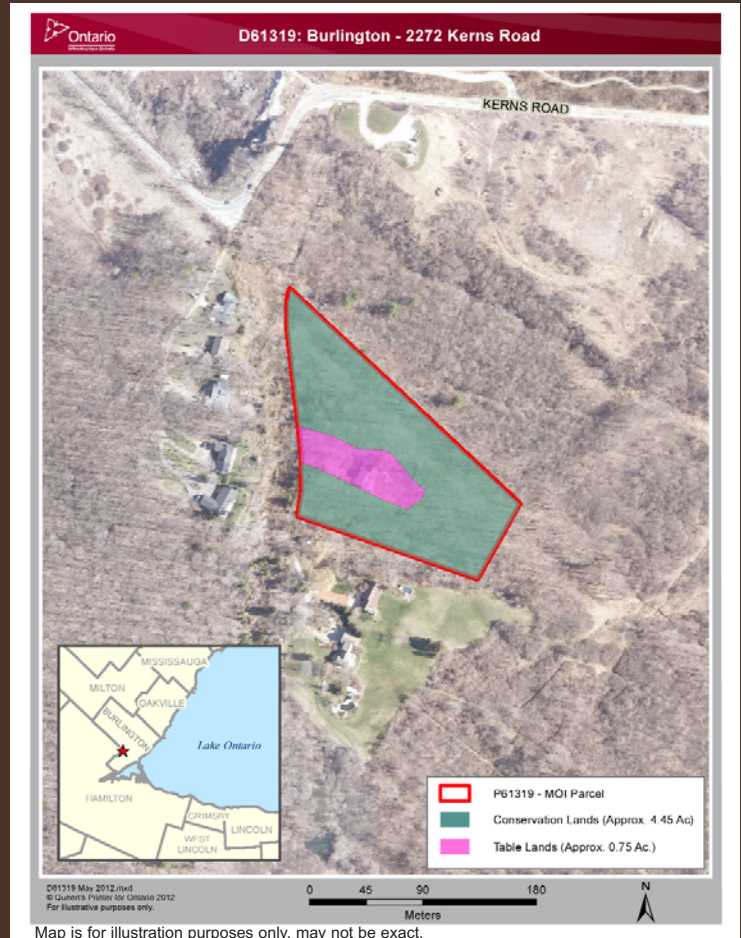 Ontario
Infrastructure Ontario
D61319: Burlington - 2272 Kerns Road
KERNS ROAD
MISSISSAUGA
MILTON
OAKVILLE
BURLINGTON
Lake Ontario
HAMILTON
GRIMSBY
LINCOLN
WEST
LINCOLN
P61319 - MOI Parcel
Conservation Lands (Approx. 4.45 Ac)
Table Lands (Approx. 0.75 Ac.)
D61319 May 2012.mxd
© Queen's Printer for Ontario 2012
For illustrative purposes only.
0 45 90 180
Meters
N
Map is for illustration purposes only, may not be exact.